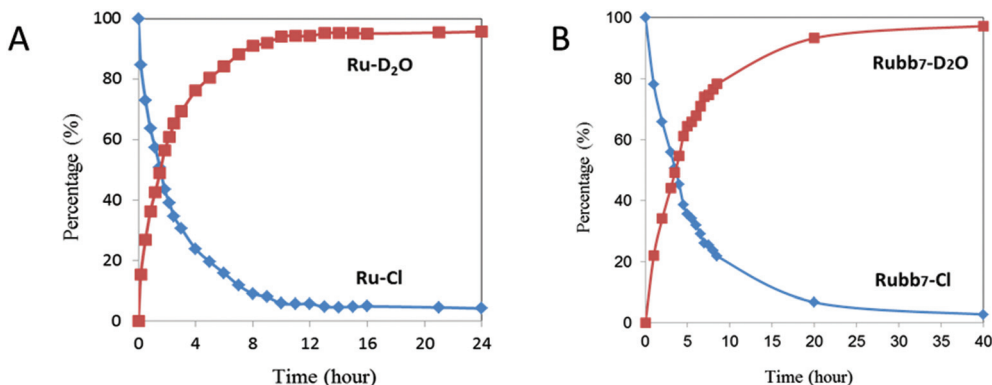 A
Percentage (%)
100
80
60
40
20
0
Ru-D₂O
Ru-Cl
0 4 8 12 16 20 24
Time (hour)
B
Percentage (%)
100
80
60
40
20
0
Rubb7-D2O
Rubb7-Cl
0 5 10 15 20 25 30 35 40
Time (hour)